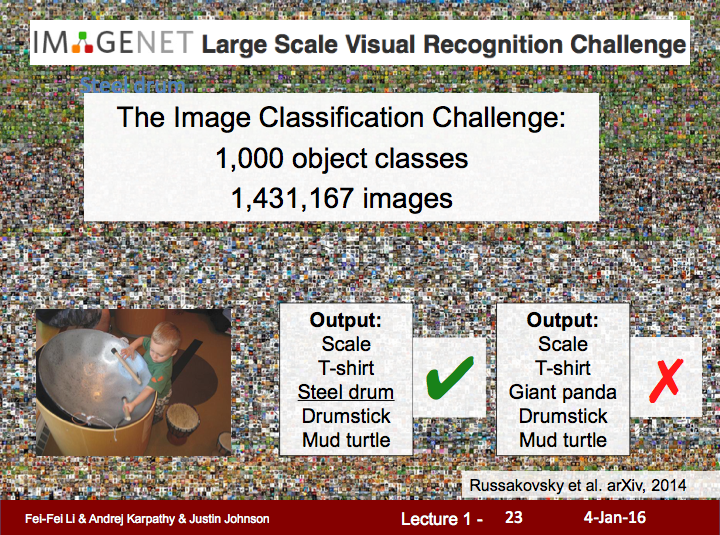 IMAGENET Large Scale Visual Recognition Challenge
Steel drum
The Image Classification Challenge:
1,000 object classes
1,431,167 images
Output:
Scale
T-shirt
Steel drum
Drumstick
Mud turtle
Output:
Scale
T-shirt
Giant panda
Drumstick
Mud turtle
Russakovsky et al. arXiv, 2014
Fei-Fei Li & Andrej Karpathy & Justin Johnson
Lecture 1 - 23
4-Jan-16